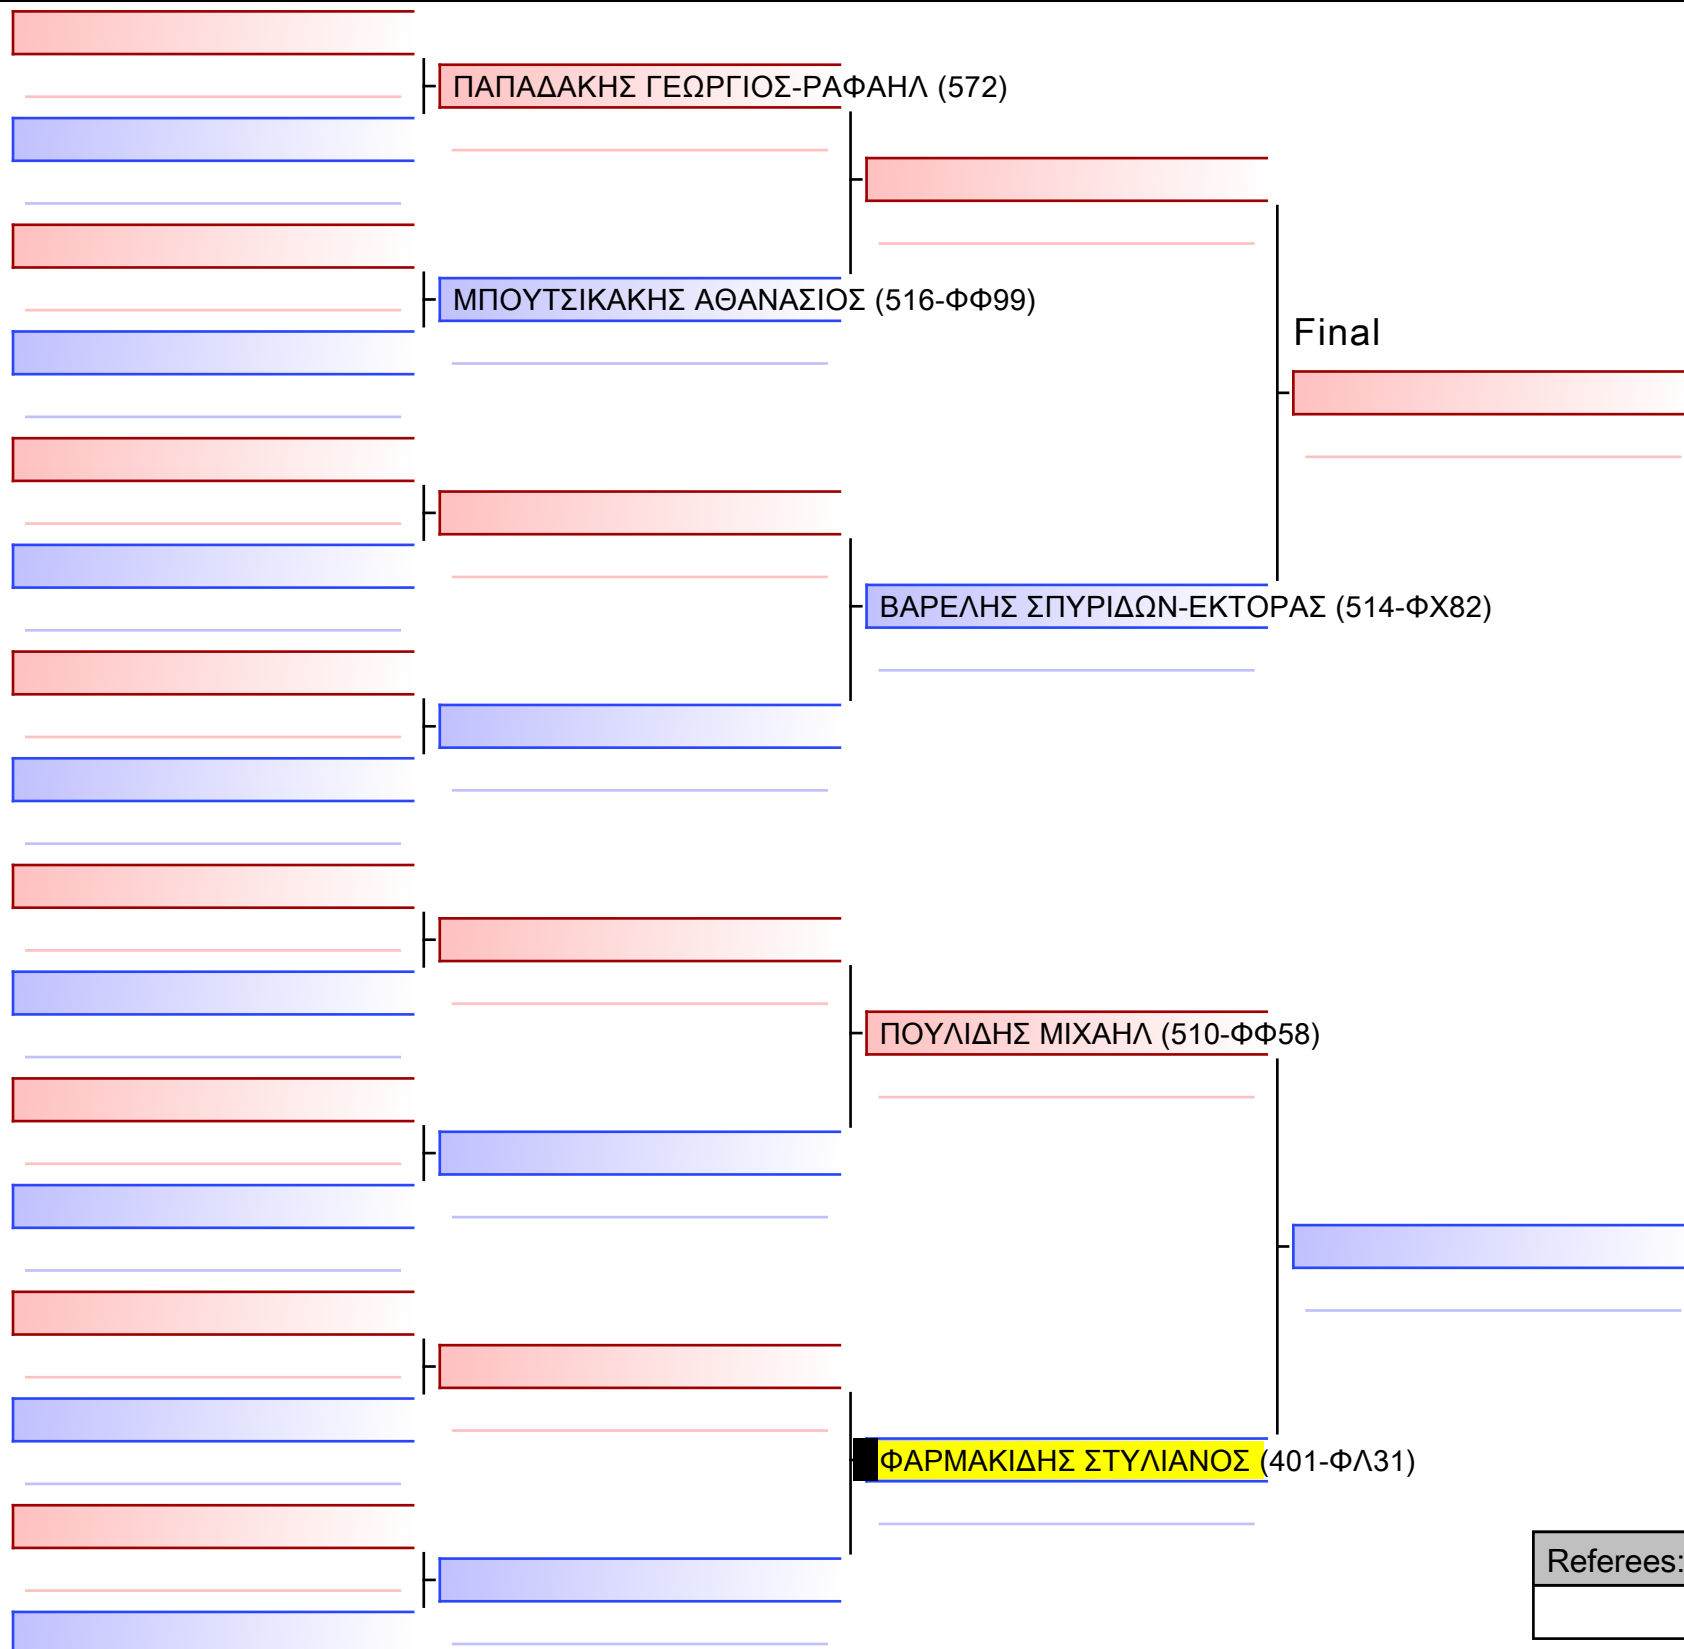 ΠΑΠΑΔΑΚΗΣ ΓΕΩΡΓΙΟΣ-ΡΑΦΑΗΛ (572)
ΜΠΟΥΤΣΙΚΑΚΗΣ ΑΘΑΝΑΣΙΟΣ (516-ΦΦ99)
Final
ΒΑΡΕΛΗΣ ΣΠΥΡΙΔΩΝ-ΕΚΤΟΡΑΣ (514-ΦΧ82)
ΠΟΥΛΙΔΗΣ ΜΙΧΑΗΛ (510-ΦΦ58)
ΦΑΡΜΑΚΙΔΗΣ ΣΤΥΛΙΑΝΟΣ (401-ΦΛ31)
Referees: